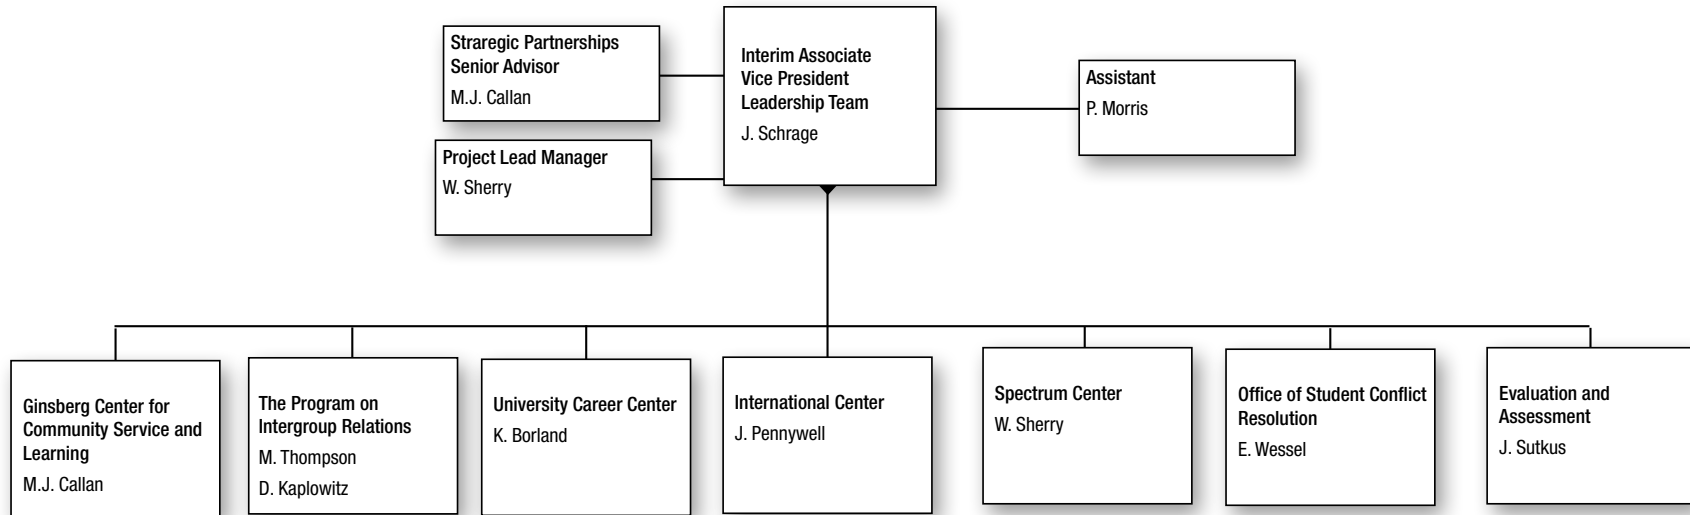 Straregic Partnerships
Senior Advisor
M.J. Callan
Interim Associate
Vice President
Leadership Team
J. Schrage
Assistant
P. Morris
Project Lead Manager
W. Sherry
Ginsberg Center for
Community Service and
Learning
M.J. Callan
The Program on
Intergroup Relations
M. Thompson
D. Kaplowitz
University Career Center
K. Borland
International Center
J. Pennywell
Spectrum Center
W. Sherry
Office of Student Conflict
Resolution
E. Wessel
Evaluation and
Assessment
J. Sutkus